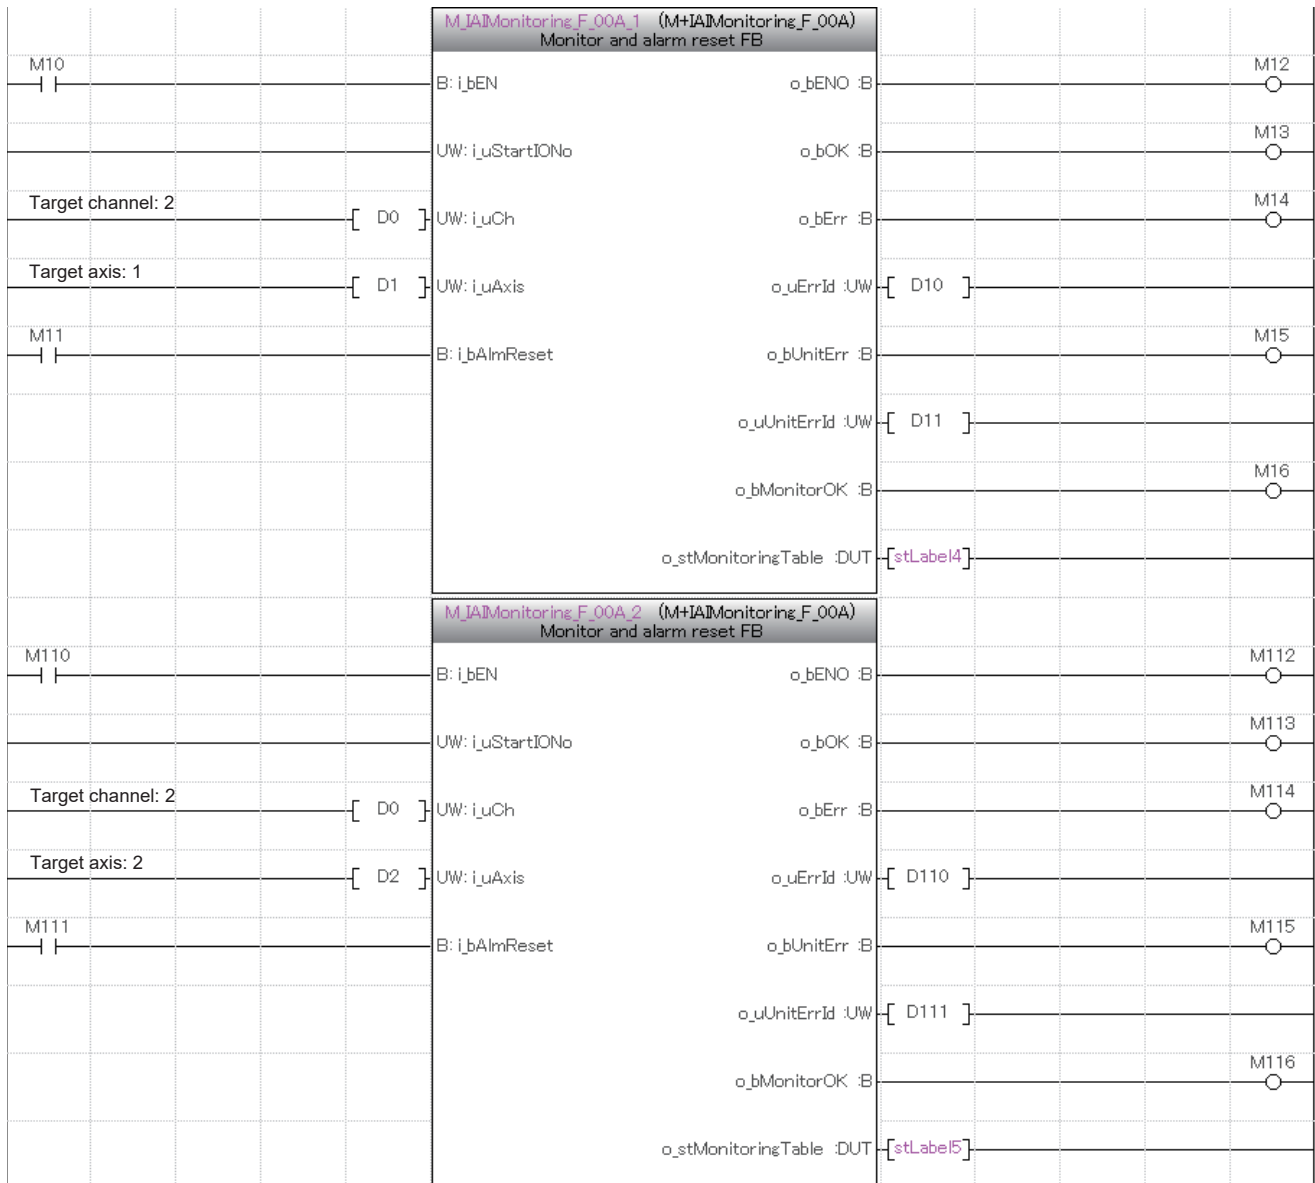 M_IAIMonitoring_F_00A_1 (M+IAIMonitoring_F_00A)
Monitor and alarm reset FB
M10
B: i_bEN
o_bENO :B
M12
UW: i_uStartIONo
o_bOK :B
M13
Target channel: 2
D0
UW: i_uCh
o_bErr :B
M14
Target axis: 1
D1
UW: i_uAxis
o_uErrId :UW
D10
M11
B: i_bAlmReset
o_bUnitErr :B
M15
o_uUnitErrId :UW
D11
o_bMonitorOK :B
M16
o_stMonitoringTable :DUT
stLabel4
M_IAIMonitoring_F_00A_2 (M+IAIMonitoring_F_00A)
Monitor and alarm reset FB
M110
B: i_bEN
o_bENO :B
M112
UW: i_uStartIONo
o_bOK :B
M113
Target channel: 2
D0
UW: i_uCh
o_bErr :B
M114
Target axis: 2
D2
UW: i_uAxis
o_uErrId :UW
D110
M111
B: i_bAlmReset
o_bUnitErr :B
M115
o_uUnitErrId :UW
D111
o_bMonitorOK :B
M116
o_stMonitoringTable :DUT
stLabel5